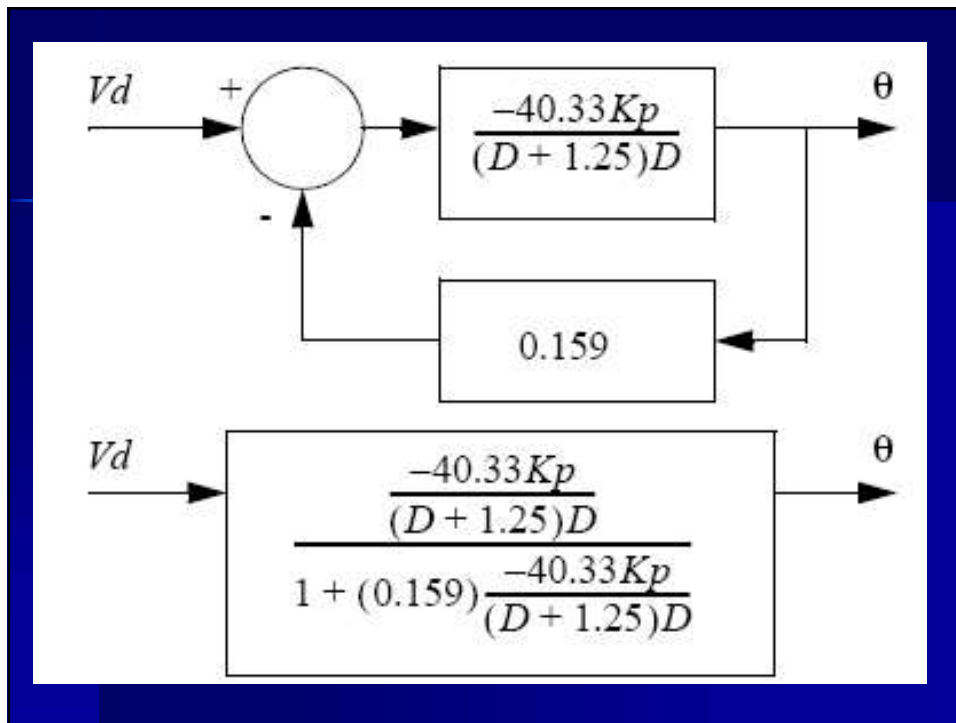 Vd
+
−40.33Kp
(D + 1.25)D
θ
-
0.159
Vd
−40.33Kp
(D + 1.25)D
1 + (0.159) −40.33Kp
(D + 1.25)D
θ